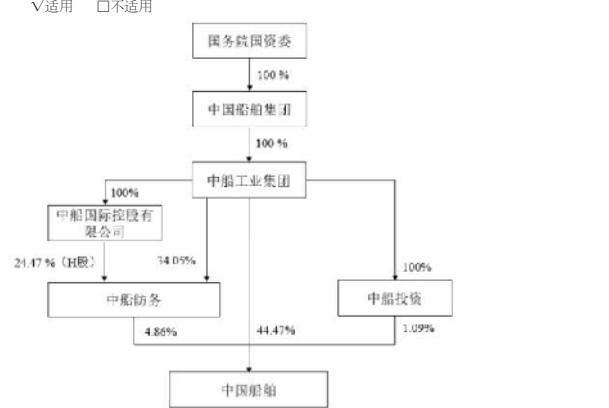 √适用 □不适用
国务院国资委
100 %
中国船舶集团
100 %
中船工业集团
100%
中船国际控股有
限公司
24.47 %（H股）
34.05%
100%
中船防务
中船投资
4.86%
44.47%
1.09%
中国船舶